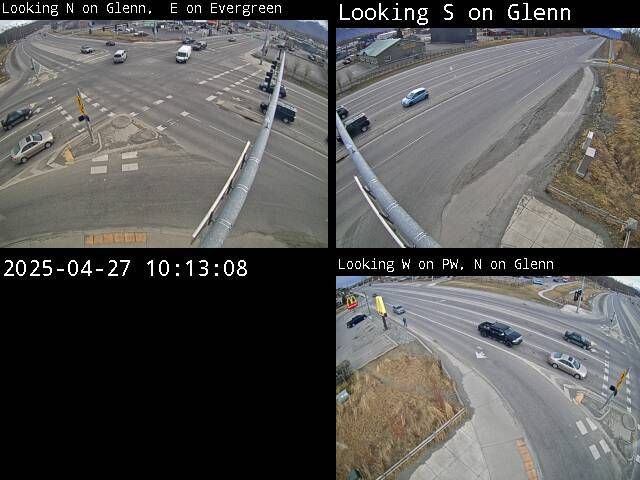 Looking N on Glenn,  E on Evergreen
Looking S on Glenn
2025-04-27 10:13:08
Looking W on PW, N on Glenn